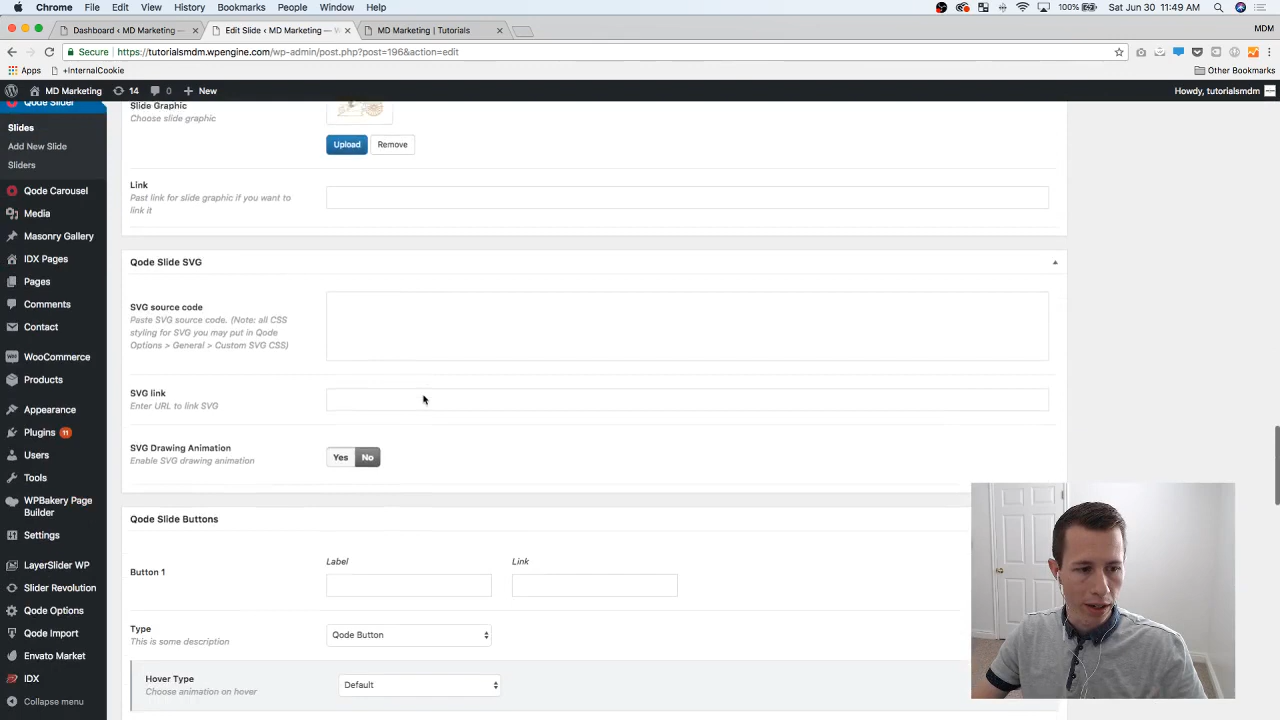 Chrome File Edit View History Bookmarks People Window Help 100% Sat Jun 30 11:49 AM
Dashboard ‹ MD Marketing — × Edit Slide ‹ MD Marketing — × MD Marketing | Tutorials × MDM
Secure https://tutorialsmdm.wpengine.com/wp-admin/post.php?post=196&action=edit
Apps +InternalCookie Other Bookmarks
MD Marketing 14 0 + New Howdy, tutorialsmdm
Qode Slider
Slides
Add New Slide
Sliders
Qode Carousel
Media
Masonry Gallery
IDX Pages
Pages
Comments
Contact
WooCommerce
Products
Appearance
Plugins 11
Users
Tools
WPBakery Page
Builder
Settings
LayerSlider WP
Slider Revolution
Qode Options
Qode Import
Envato Market
IDX
Collapse menu
Slide Graphic
Choose slide graphic
Upload Remove
Link
Past link for slide graphic if you want to
link it
Qode Slide SVG
SVG source code
Paste SVG source code. (Note: all CSS
styling for SVG you may put in Qode
Options > General > Custom SVG CSS)
SVG link
Enter URL to link SVG
SVG Drawing Animation
Enable SVG drawing animation
Yes No
Qode Slide Buttons
Label Link
Button 1
Type
This is some description
Qode Button
Hover Type
Choose animation on hover
Default